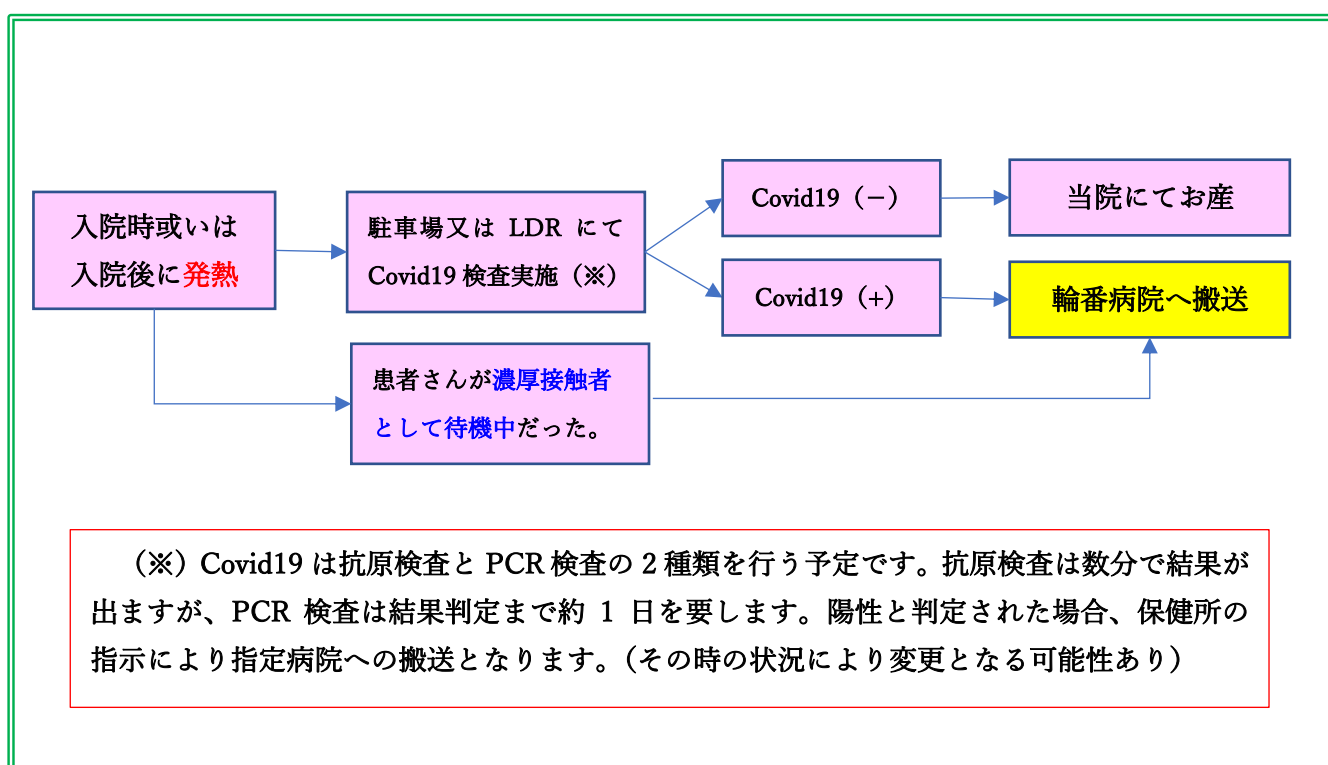 入院時或いは
入院後に発熱
駐車場又は LDR にて
Covid19 検査実施（※）
Covid19（－）
当院にてお産
Covid19（+）
輪番病院へ搬送
患者さんが濃厚接触者
として待機中だった。
（※）Covid19 は抗原検査と PCR 検査の 2 種類を行う予定です。抗原検査は数分で結果が
出ますが、PCR 検査は結果判定まで約 1 日を要します。陽性と判定された場合、保健所の
指示により指定病院への搬送となります。（その時の状況により変更となる可能性あり）